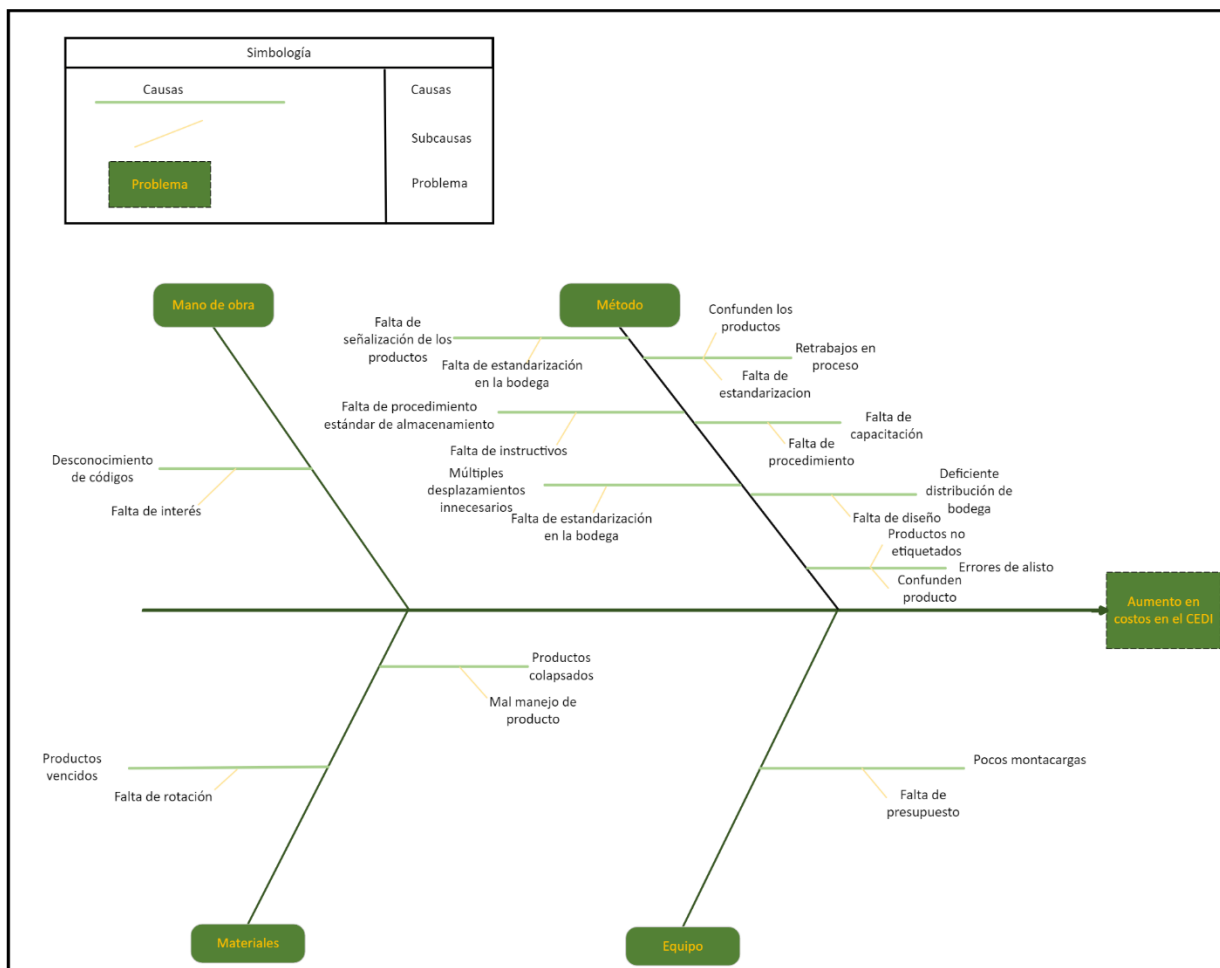 Simbología
Causas
Causas
Subcausas
Problema
Problema
Mano de obra
Método
Falta de
señalización de los
productos
Falta de estandarización
en la bodega
Confunden los
productos
Retrabajos en
proceso
Falta de
estandarizacion
Falta de procedimiento
estándar de almacenamiento
Falta de instructivos
Falta de
capacitación
Falta de
procedimiento
Desconocimiento
de códigos
Falta de interés
Múltiples
desplazamientos
innecesarios
Falta de estandarización
en la bodega
Deficiente
distribución de
bodega
Falta de diseño
Productos no
etiquetados
Errores de alisto
Confunden
producto
Aumento en
costos en el CEDI
Productos
colapsados
Mal manejo de
producto
Productos
vencidos
Falta de rotación
Pocos montacargas
Falta de
presupuesto
Materiales
Equipo